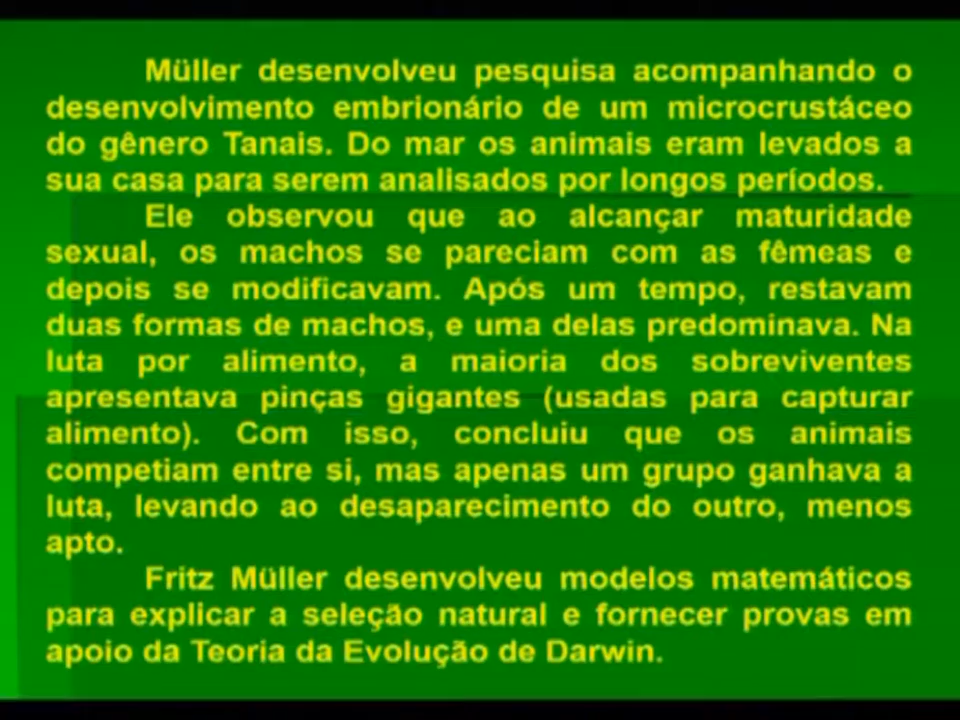 Müller desenvolveu pesquisa acompanhando o
desenvolvimento embrionário de um microcrustáceo
do gênero Tanais. Do mar os animais eram levados a
sua casa para serem analisados por longos períodos.
Ele observou que ao alcançar maturidade
sexual, os machos se pareciam com as fêmeas e
depois se modificavam. Após um tempo, restavam
duas formas de machos, e uma delas predominava. Na
luta por alimento, a maioria dos sobreviventes
apresentava pinças gigantes (usadas para capturar
alimento). Com isso, concluiu que os animais
competiam entre si, mas apenas um grupo ganhava a
luta, levando ao desaparecimento do outro, menos
apto.
Fritz Müller desenvolveu modelos matemáticos
para explicar a seleção natural e fornecer provas em
apoio da Teoria da Evolução de Darwin.